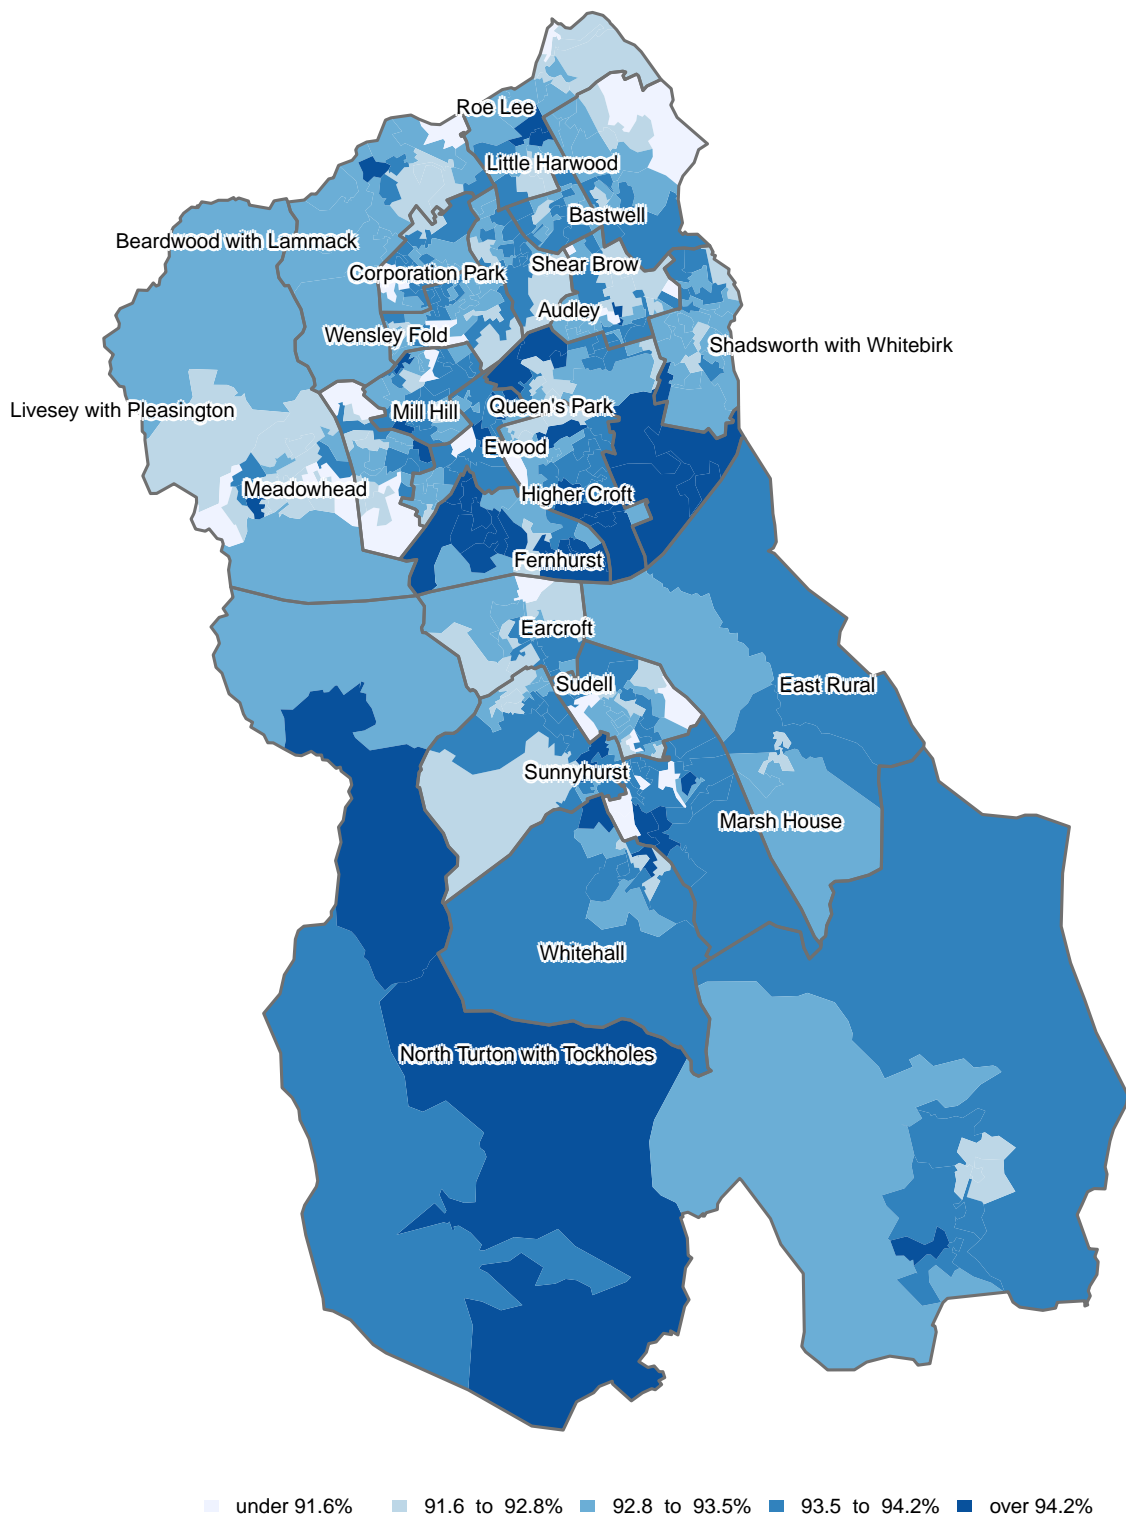 Roe Lee
Little Harwood
Bastwell
Beardwood with Lammack
Shear Brow
Corporation Park
Audley
Wensley Fold
Shadsworth with Whitebirk
Queen's Park
Livesey with Pleasington
Mill Hill
Ewood
Meadowhead
Higher Croft
Fernhurst
Earcroft
Sudell
East Rural
Sunnyhurst
Marsh House
Whitehall
North Turton with Tockholes
under 91.6% 91.6 to 92.8% 92.8 to 93.5% 93.5 to 94.2% over 94.2%